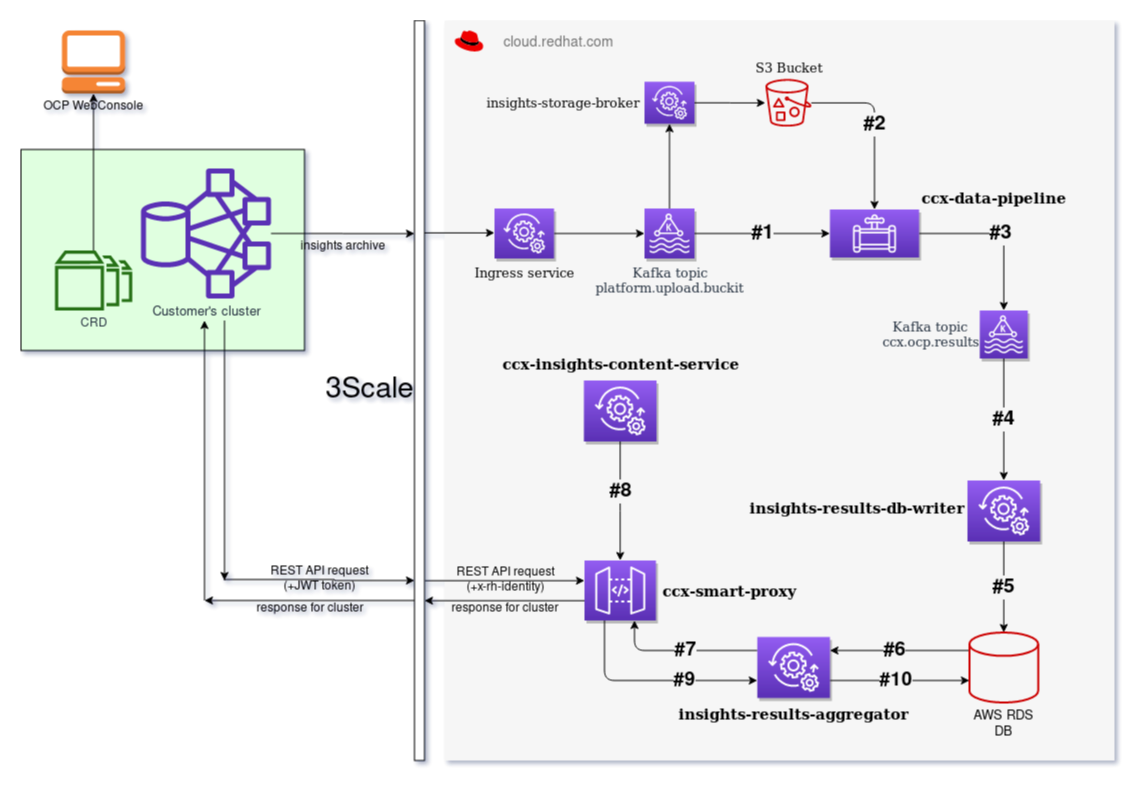 cloud.redhat.com
S3 Bucket
OCP WebConsole
insights-storage-broker
#2
ccx-data-pipeline
insights archive
#1
#3
Ingress service
Kafka topic
platform.upload.buckit
Customer's cluster
CRD
Kafka topic
ccx.ocp.results
ccx-insights-content-service
3Scale
#4
#8
insights-results-db-writer
REST API request
(+JWT token)
response for cluster
REST API request
(+x-rh-identity)
response for cluster
ccx-smart-proxy
#5
#7
#6
#9
#10
insights-results-aggregator
AWS RDS
DB
K
K
</>